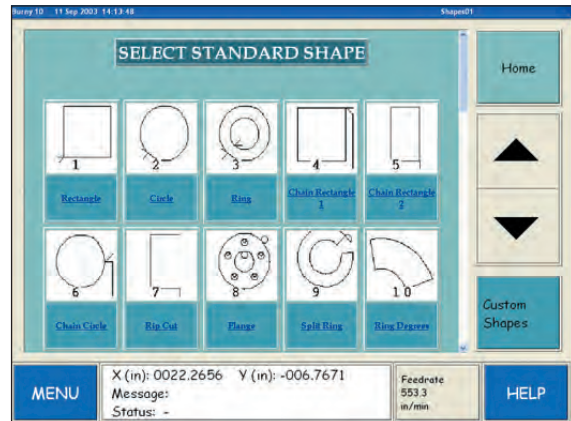 Burny 10 11 Sep 2003 14:13:48 Shapes01
SELECT STANDARD SHAPE
Home
1 2 3 4 5
Rectangle Circle Ring Chain Rectangle 1 Chain Rectangle 2
6 7 8 9 10
Chain Circle Rip Cut Flange Split Ring Ring Degrees
Custom
Shapes
MENU
X (in): 0022.2656 Y (in): -006.7671
Message:
Status: -
Feedrate
553.3
in/min
HELP